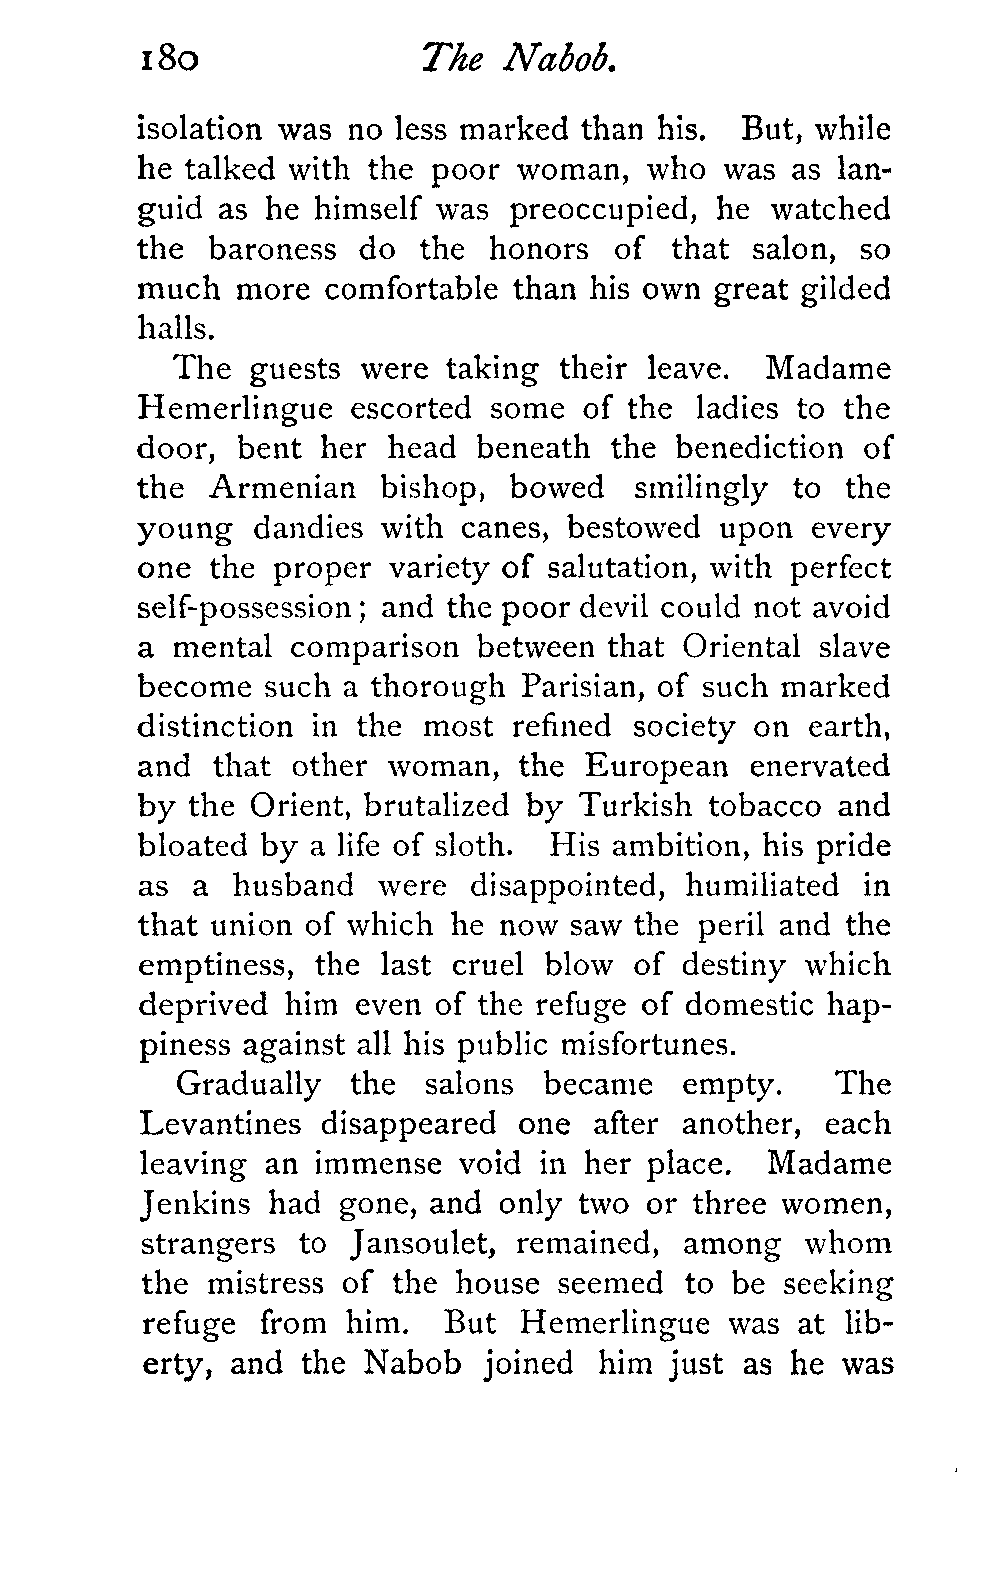 180 The Nabob.
isolation was no less marked than his. But, while
he talked with the poor woman, who was as lan-
guid as he himself was preoccupied, he watched
the baroness do the honors of that salon, so
much more comfortable than his own great gilded
halls.
The guests were taking their leave. Madame
Hemerlingue escorted some of the ladies to the
door, bent her head beneath the benediction of
the Armenian bishop, bowed smilingly to the
young dandies with canes, bestowed upon every
one the proper variety of salutation, with perfect
self-possession; and the poor devil could not avoid
a mental comparison between that Oriental slave
become such a thorough Parisian, of such marked
distinction in the most refined society on earth,
and that other woman, the European enervated
by the Orient, brutalized by Turkish tobacco and
bloated by a life of sloth. His ambition, his pride
as a husband were disappointed, humiliated in
that union of which he now saw the peril and the
emptiness, the last cruel blow of destiny which
deprived him even of the refuge of domestic hap-
piness against all his public misfortunes.
Gradually the salons became empty. The
Levantines disappeared one after another, each
leaving an immense void in her place. Madame
Jenkins had gone, and only two or three women,
strangers to Jansoulet, remained, among whom
the mistress of the house seemed to be seeking
refuge from him. But Hemerlingue was at lib-
erty, and the Nabob joined him just as he was